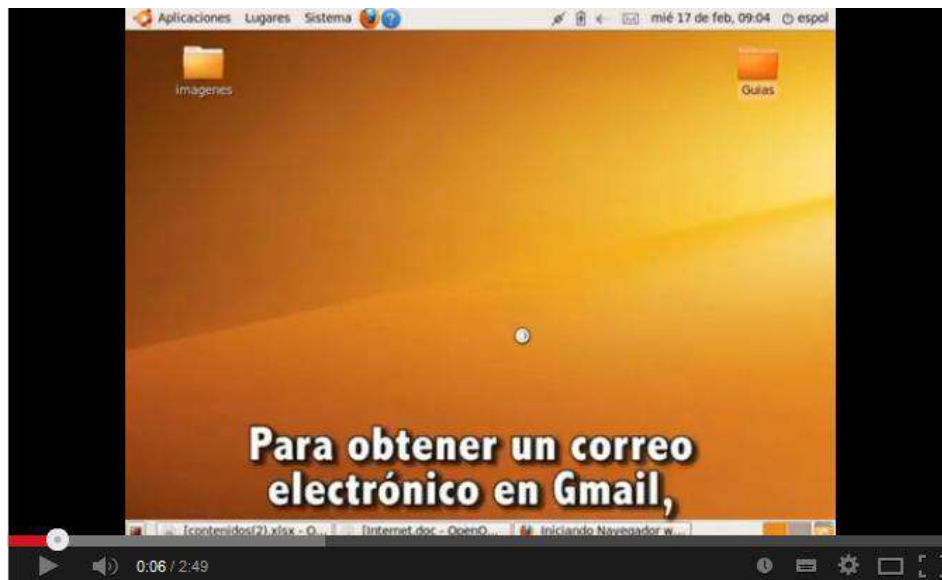 Aplicaciones Lugares Sistema mié 17 de feb, 09:04 espol
imagenes Guias
Para obtener un correo
electrónico en Gmail,
[contenidos(2).xlsx - O... [Internet.doc - OpenO... Iniciando Navegador w...
0:06 / 2:49